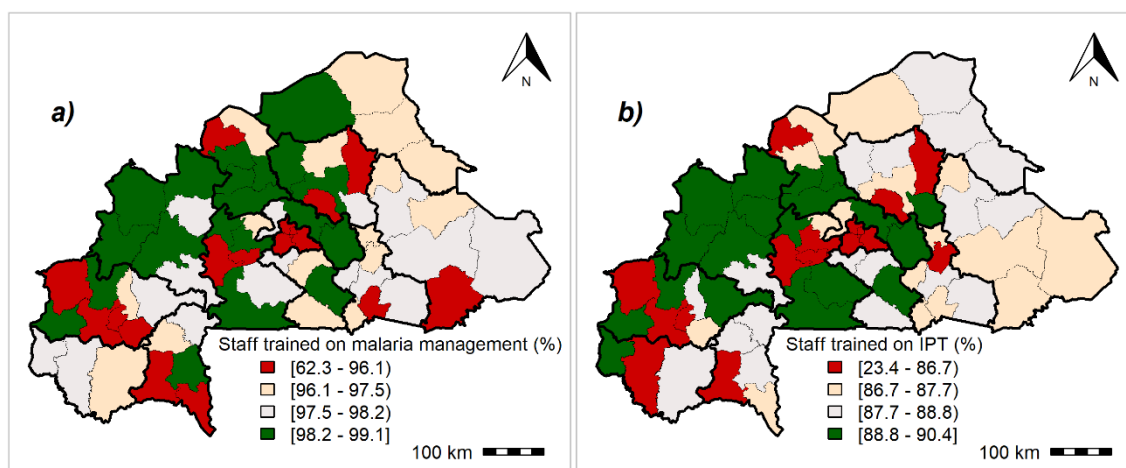 a)
N
Staff trained on malaria management (%)
[62.3 - 96.1)
[96.1 - 97.5)
[97.5 - 98.2)
[98.2 - 99.1]
100 km
b)
N
Staff trained on IPT (%)
[23.4 - 86.7)
[86.7 - 87.7)
[87.7 - 88.8)
[88.8 - 90.4]
100 km